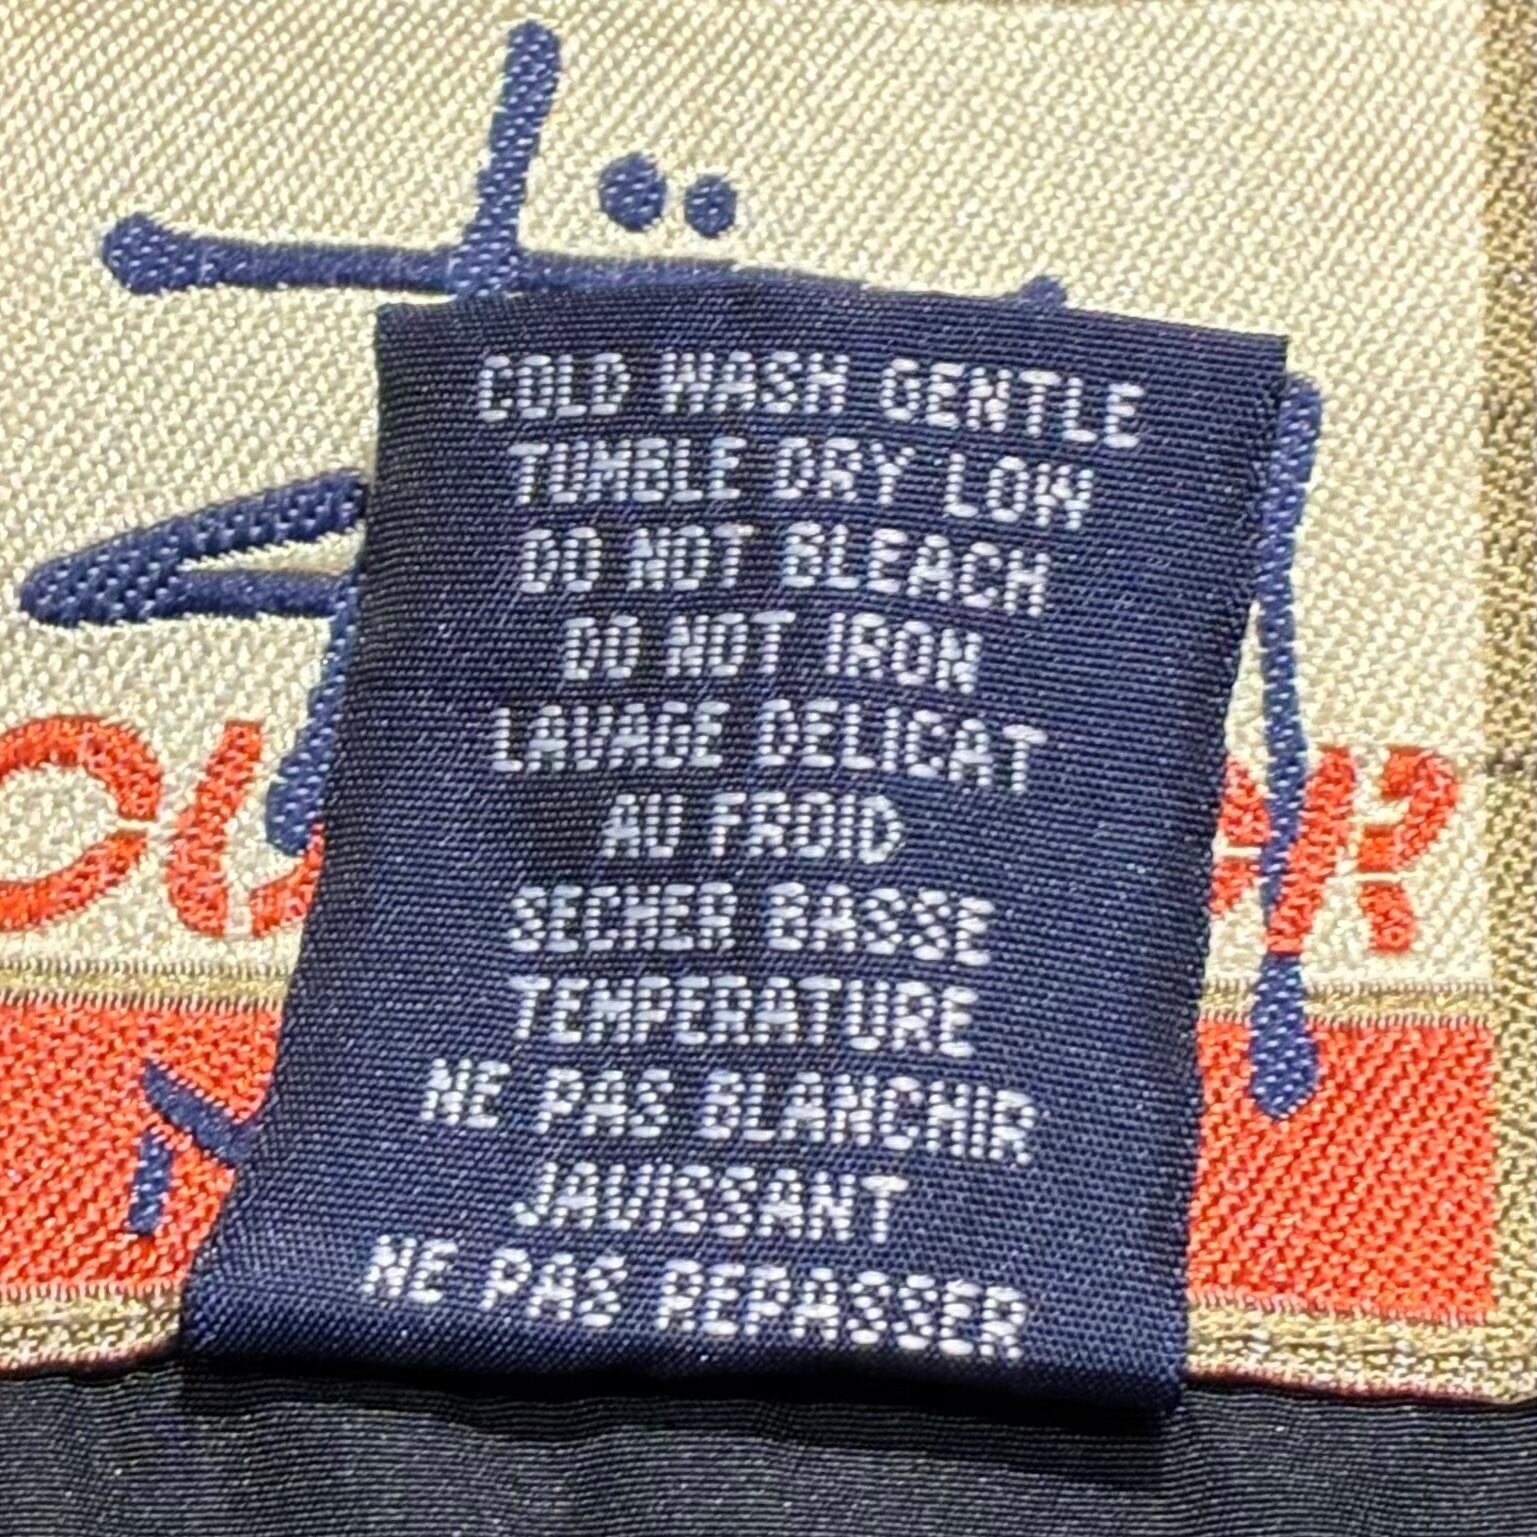 COLD WASH GENTLE
TUMBLE DRY LOW
DO NOT BLEACH
DO NOT IRON
LAVAGE DELICAT
AU FROID
SECHER BASSE
TEMPERATURE
NE PAS BLANCHIR
JAVISSANT
NE PAS REPASSER